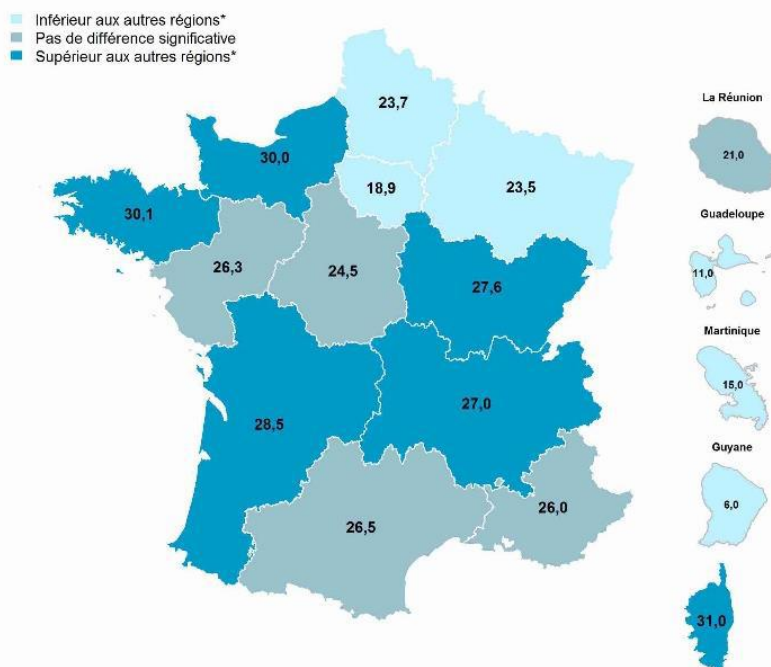 Inférieur aux autres régions*
Pas de différence significative
Supérieur aux autres régions*
23,7
La Réunion
30,0
21,0
18,9
23,5
30,1
Guadeloupe
26,3
24,5
11,0
27,6
Martinique
15,0
27,0
28,5
Guyane
26,5
26,0
6,0
31,0